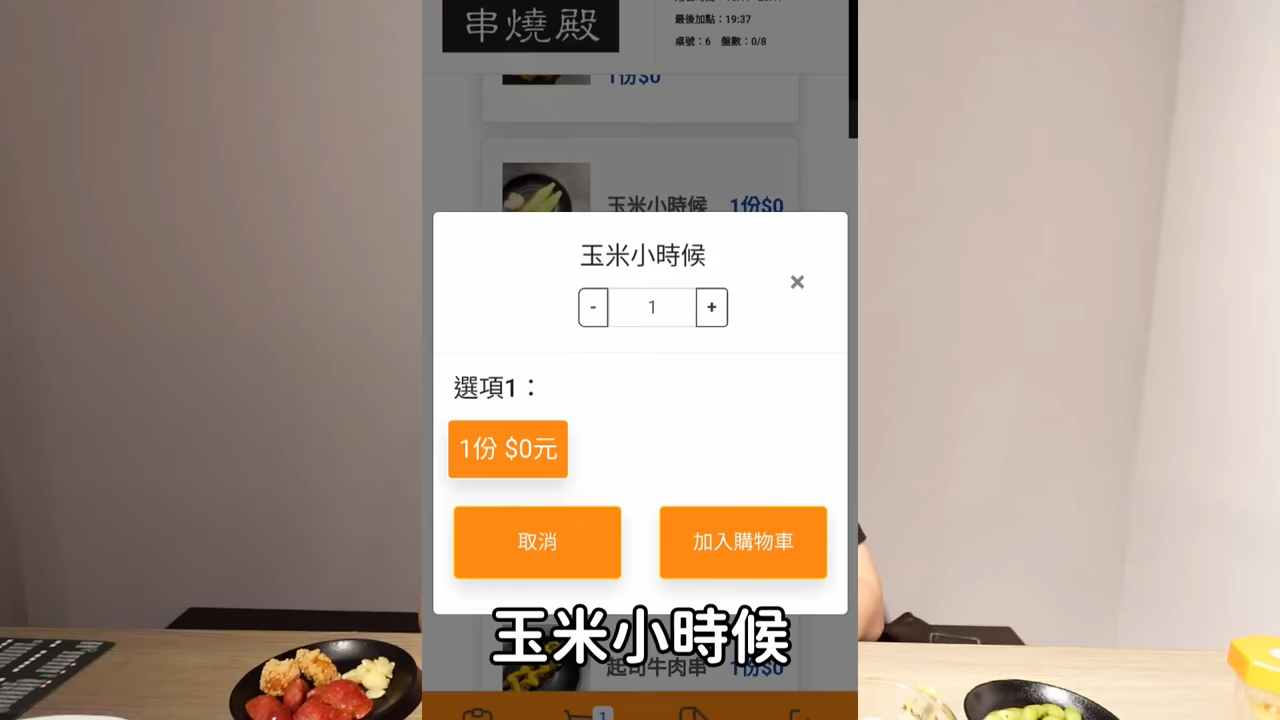 串燒殿
最後加點：19:37
桌號：6 盤數：0/8
1份$0
玉米小時候 1份$0
玉米小時候
×
- 1 +
選項1：
1份 $0元
取消 加入購物車
玉米小時候
起司牛肉串 1份$0
1